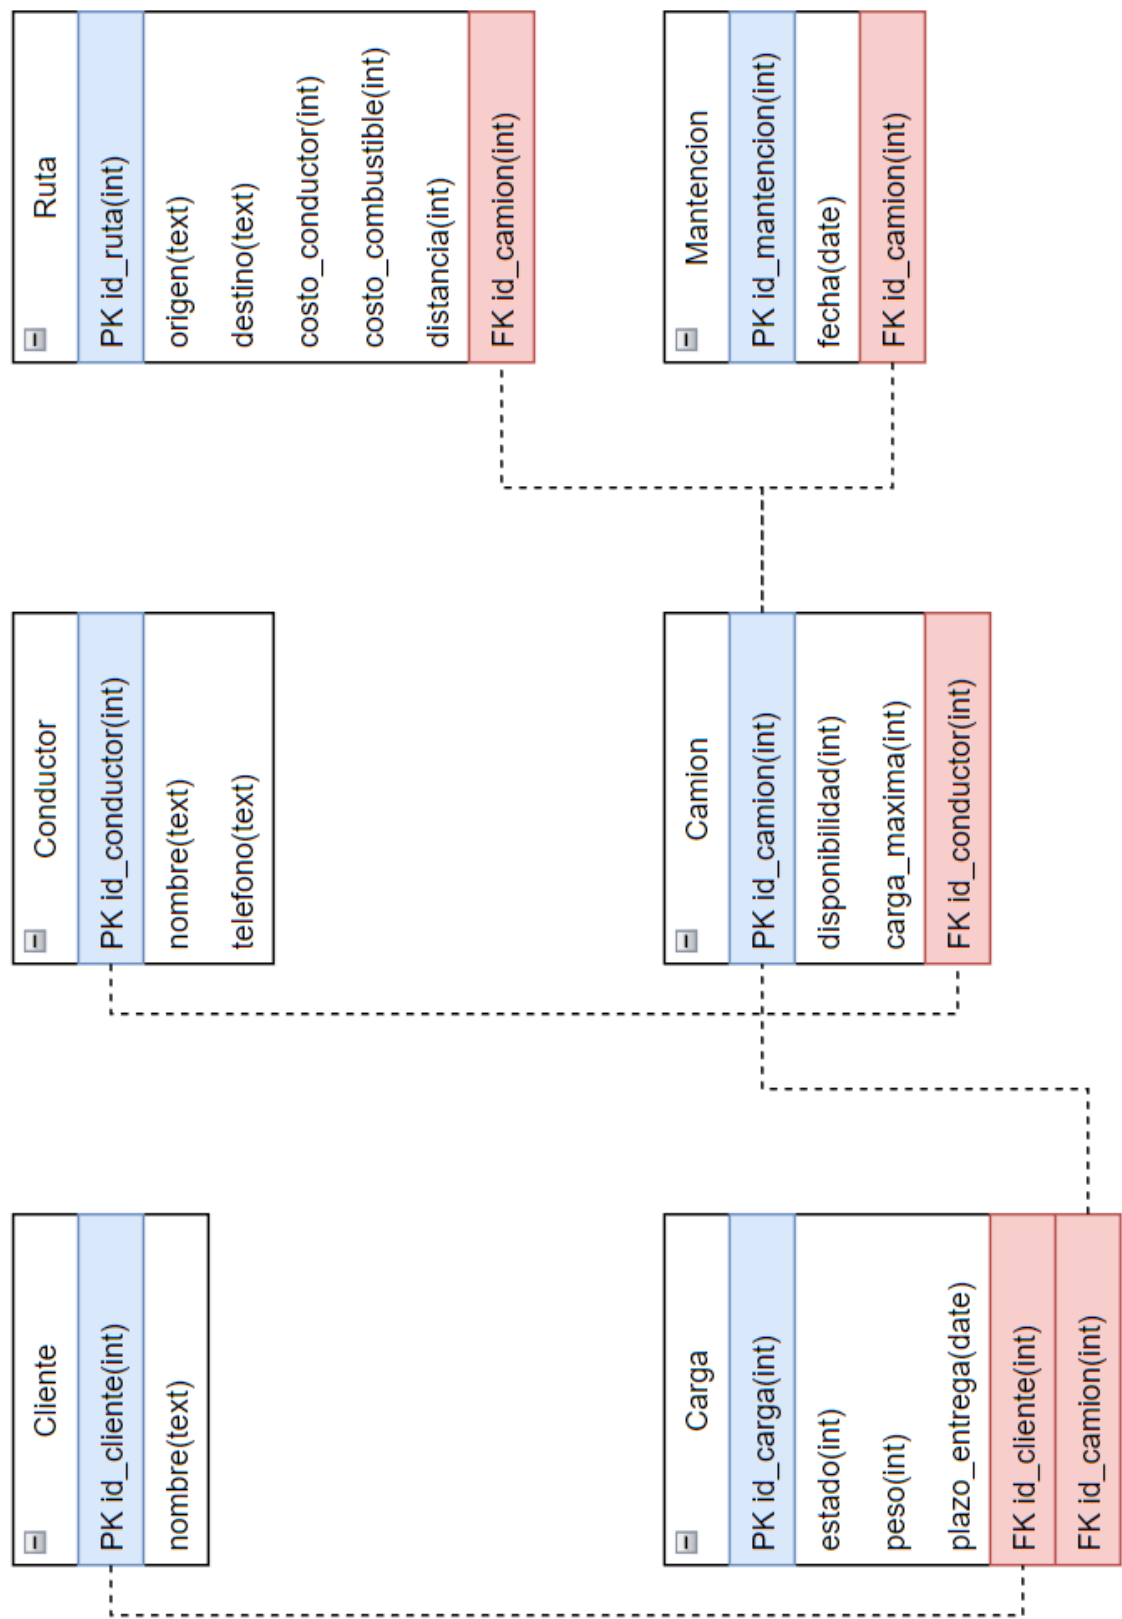 Cliente
PK id_cliente(int)
nombre(text)
Conductor
PK id_conductor(int)
nombre(text)
telefono(text)
Ruta
PK id_ruta(int)
origen(text)
destino(text)
costo_conductor(int)
costo_combustible(int)
distancia(int)
FK id_camion(int)
Carga
PK id_carga(int)
estado(int)
peso(int)
plazo_entrega(date)
FK id_cliente(int)
FK id_camion(int)
Camion
PK id_camion(int)
disponibilidad(int)
carga_maxima(int)
FK id_conductor(int)
Mantencion
PK id_mantencion(int)
fecha(date)
FK id_camion(int)